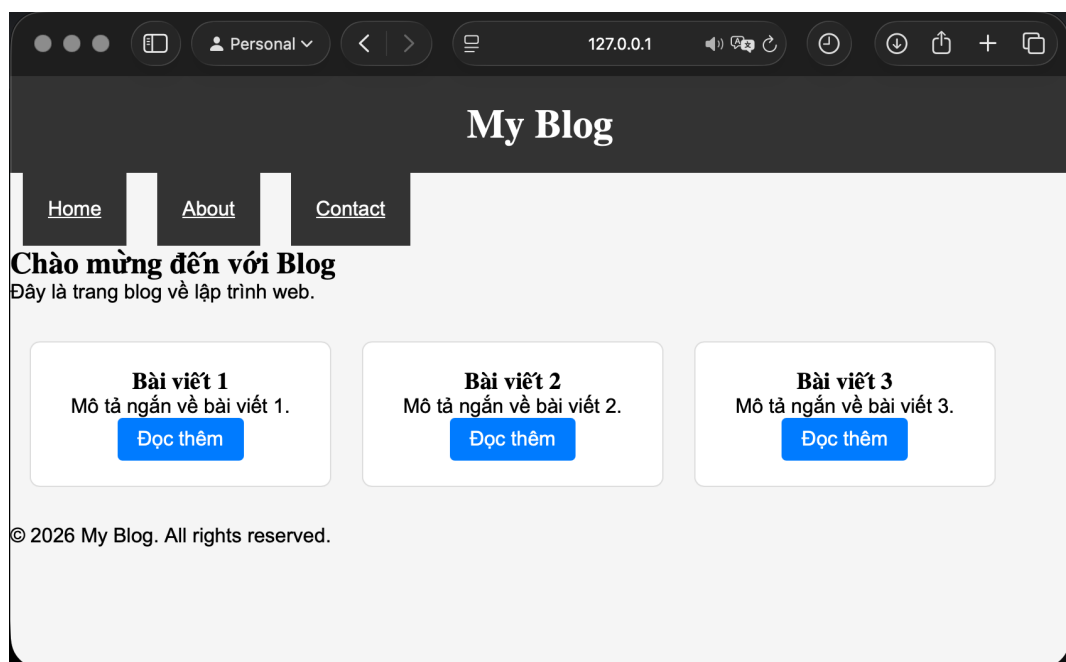 Personal
127.0.0.1
My Blog
Home About Contact
Chào mừng đến với Blog
Đây là trang blog về lập trình web.
Bài viết 1 Bài viết 2 Bài viết 3
Mô tả ngắn về bài viết 1. Mô tả ngắn về bài viết 2. Mô tả ngắn về bài viết 3.
Đọc thêm Đọc thêm Đọc thêm
© 2026 My Blog. All rights reserved.